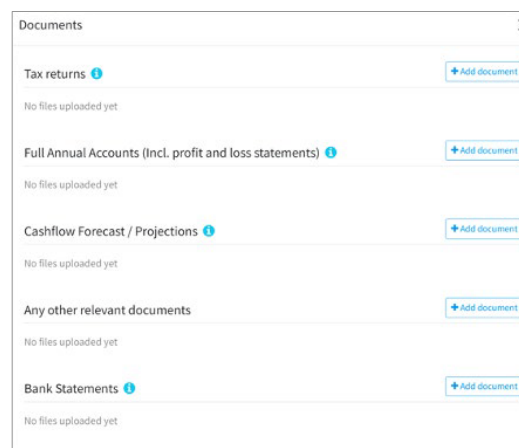 Documents
Tax returns
+ Add document
No files uploaded yet
Full Annual Accounts (Incl. profit and loss statements)
+ Add document
No files uploaded yet
Cashflow Forecast / Projections
+ Add document
No files uploaded yet
Any other relevant documents
+ Add document
No files uploaded yet
Bank Statements
+ Add document
No files uploaded yet